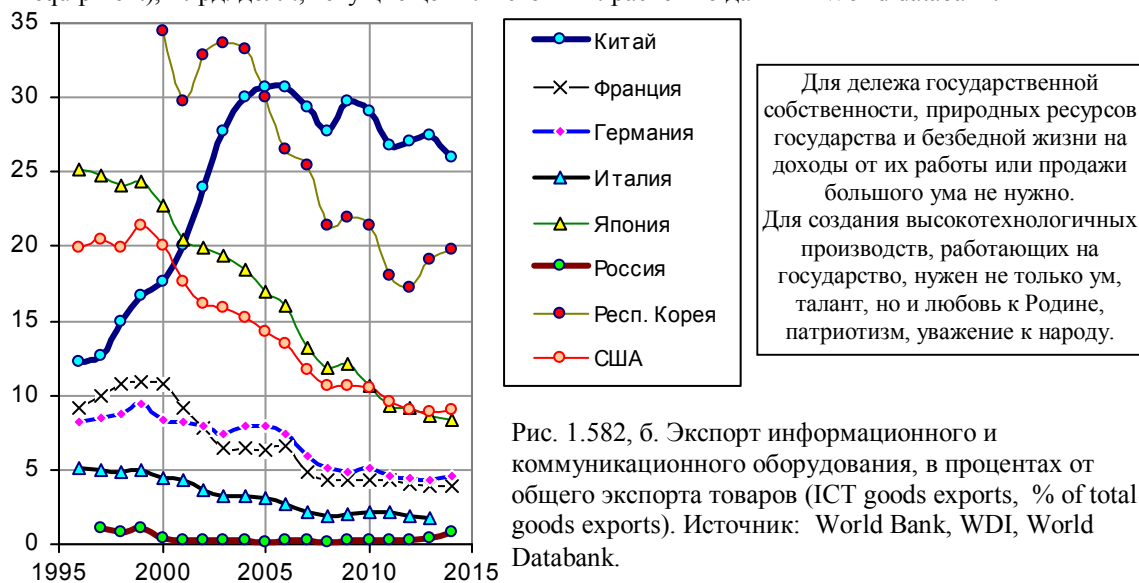 35
30
25
20
15
10
5
0
1995 2000 2005 2010 2015
Китай
Франция
Германия
Италия
Япония
Россия
Респ. Корея
США
Для дележа государственной
собственности, природных ресурсов
государства и безбедной жизни на
доходы от их работы или продажи
большого ума не нужно.
Для создания высокотехнологичных
производств, работающих на
государство, нужен не только ум,
талант, но и любовь к Родине,
патриотизм, уважение к народу.
Рис. 1.582, б. Экспорт информационного и
коммуникационного оборудования, в процентах от
общего экспорта товаров (ICT goods exports, % of total
goods exports). Источник: World Bank, WDI, World
Databank.